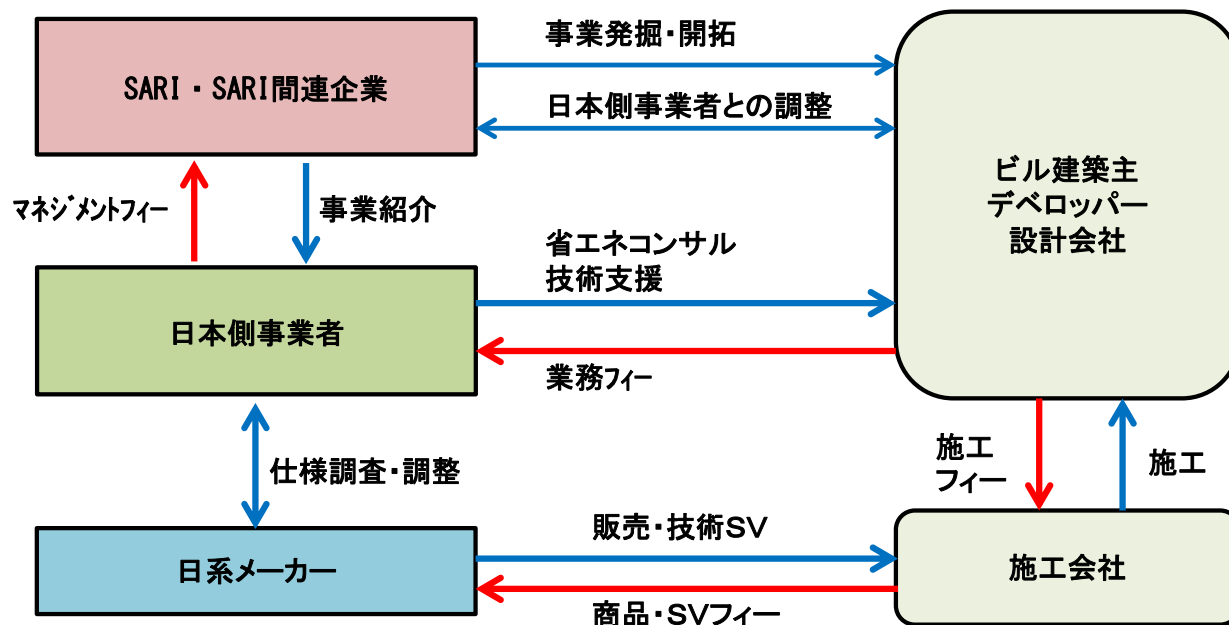 事業発掘・開拓
SARI・SARI間連企業
日本側事業者との調整
ビル建築主
デベロッパー
設計会社
マネジメントフィー
事業紹介
省エネコンサル
技術支援
日本側事業者
業務フィー
施工
フィー
施工
仕様調査・調整
販売・技術SV
日系メーカー
施工会社
商品・SVフィー